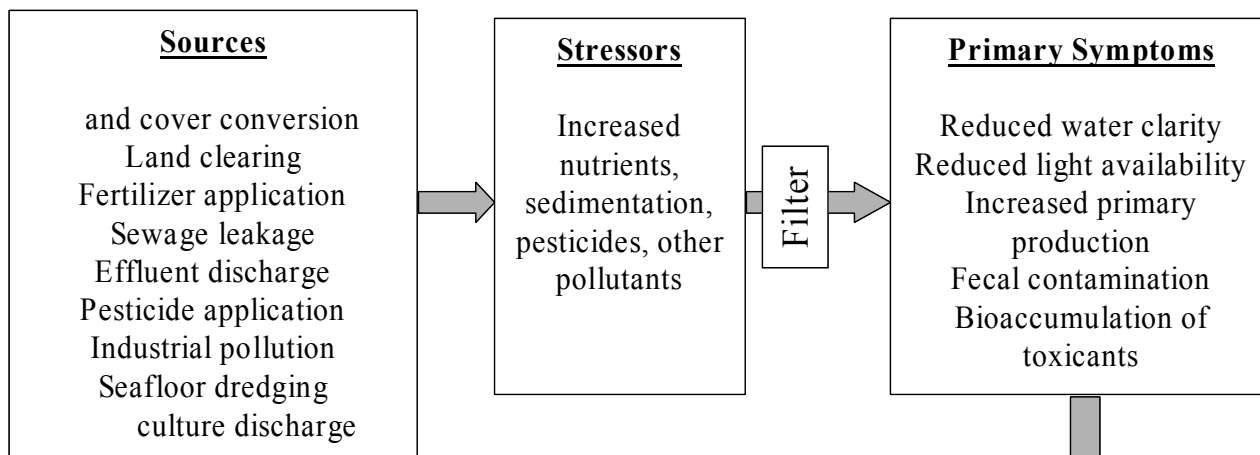 Sources
and cover conversion
Land clearing
Fertilizer application
Sewage leakage
Effluent discharge
Pesticide application
Industrial pollution
Seafloor dredging
culture discharge
Stressors
Increased
nutrients,
sedimentation,
pesticides, other
pollutants
Filter
Primary Symptoms
Reduced water clarity
Reduced light availability
Increased primary
production
Fecal contamination
Bioaccumulation of
toxicants